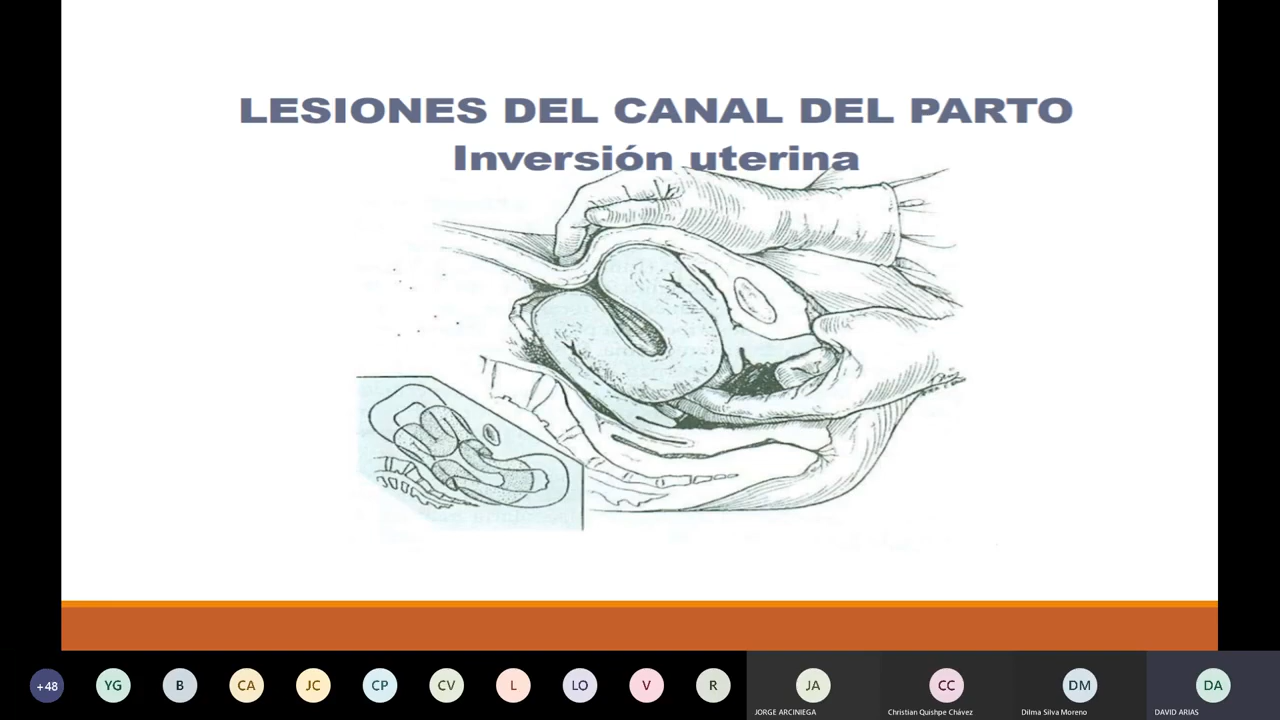 LESIONES DEL CANAL DEL PARTO
Inversión uterina
+48
YG
B
CA
JC
CP
CV
L
LO
V
R
JA
CC
DM
DA
JORGE ARCINIEGA
Christian Quishpe Chávez
Dilma Silva Moreno
DAVID ARIAS